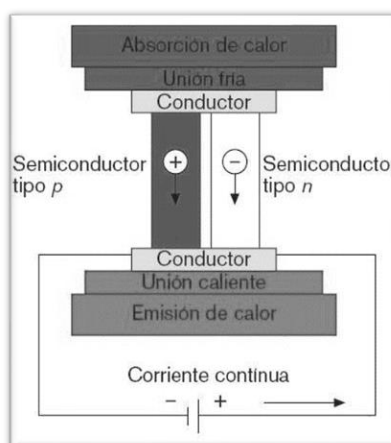 Absorción de calor
Unión fría
Conductor
Semiconductor
tipo p
+
−
Semiconducto
tipo n
Conductor
Unión caliente
Emisión de calor
Corriente contínua
− +